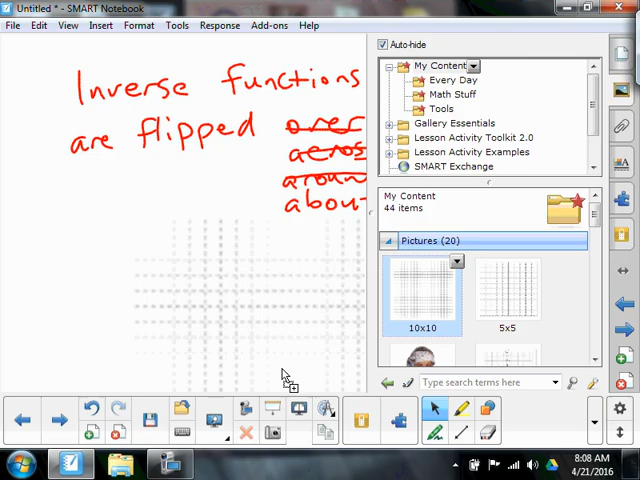 Untitled * - SMART Notebook
File Edit View Insert Format Tools Response Add-ons Help
Inverse functions
are flipped over
acros
aroun
abou
Auto-hide
My Content
Every Day
Math Stuff
Tools
Gallery Essentials
Lesson Activity Toolkit 2.0
Lesson Activity Examples
SMART Exchange
My Content
44 items
Pictures (20)
10x10
5x5
Type search terms here
8:08 AM
4/21/2016